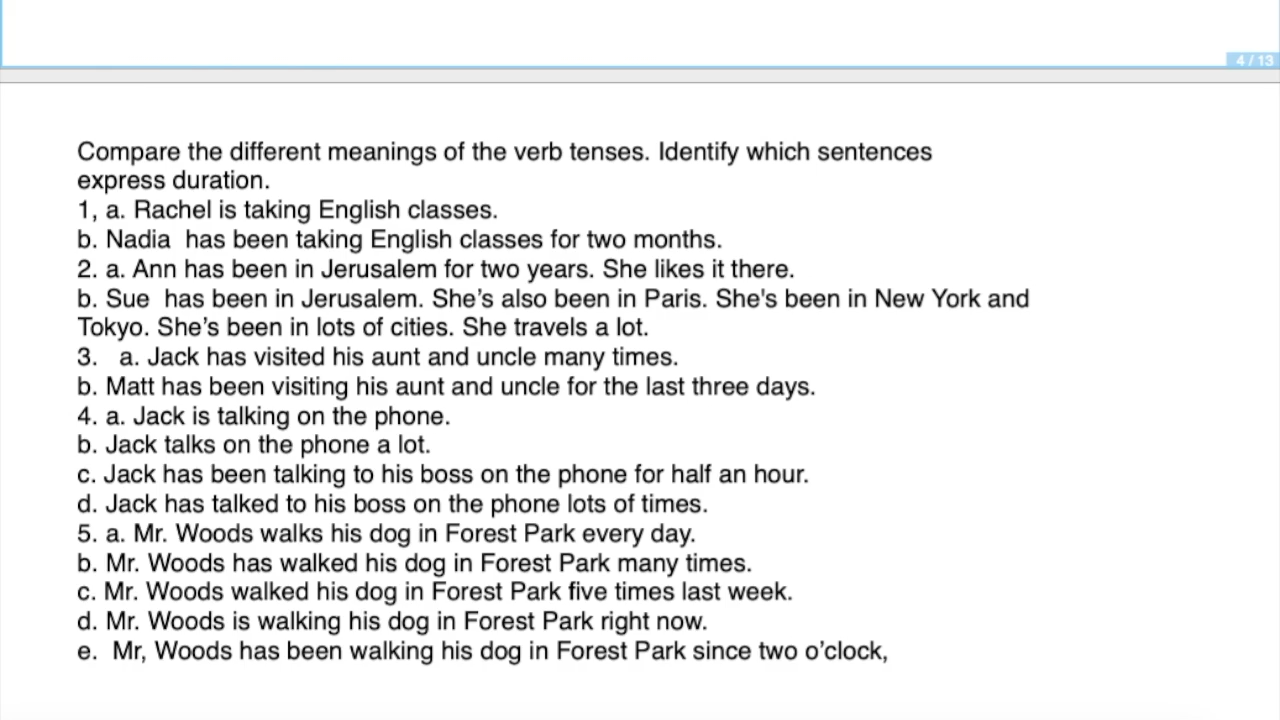 4 / 13
Compare the different meanings of the verb tenses. Identify which sentences
express duration.
1, a. Rachel is taking English classes.
b. Nadia  has been taking English classes for two months.
2. a. Ann has been in Jerusalem for two years. She likes it there.
b. Sue  has been in Jerusalem. She’s also been in Paris. She's been in New York and
Tokyo. She’s been in lots of cities. She travels a lot.
3.   a. Jack has visited his aunt and uncle many times.
b. Matt has been visiting his aunt and uncle for the last three days.
4. a. Jack is talking on the phone.
b. Jack talks on the phone a lot.
c. Jack has been talking to his boss on the phone for half an hour.
d. Jack has talked to his boss on the phone lots of times.
5. a. Mr. Woods walks his dog in Forest Park every day.
b. Mr. Woods has walked his dog in Forest Park many times.
c. Mr. Woods walked his dog in Forest Park five times last week.
d. Mr. Woods is walking his dog in Forest Park right now.
e.  Mr, Woods has been walking his dog in Forest Park since two o’clock,